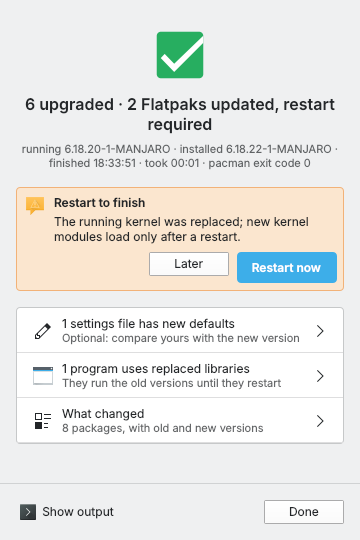 6 upgraded · 2 Flatpaks updated, restart
required
running 6.18.20-1-MANJARO · installed 6.18.22-1-MANJARO ·
finished 18:33:51 · took 00:01 · pacman exit code 0
Restart to finish
The running kernel was replaced; new kernel
modules load only after a restart.
Later
Restart now
1 settings file has new defaults
Optional: compare yours with the new version
1 program uses replaced libraries
They run the old versions until they restart
What changed
8 packages, with old and new versions
Show output
Done